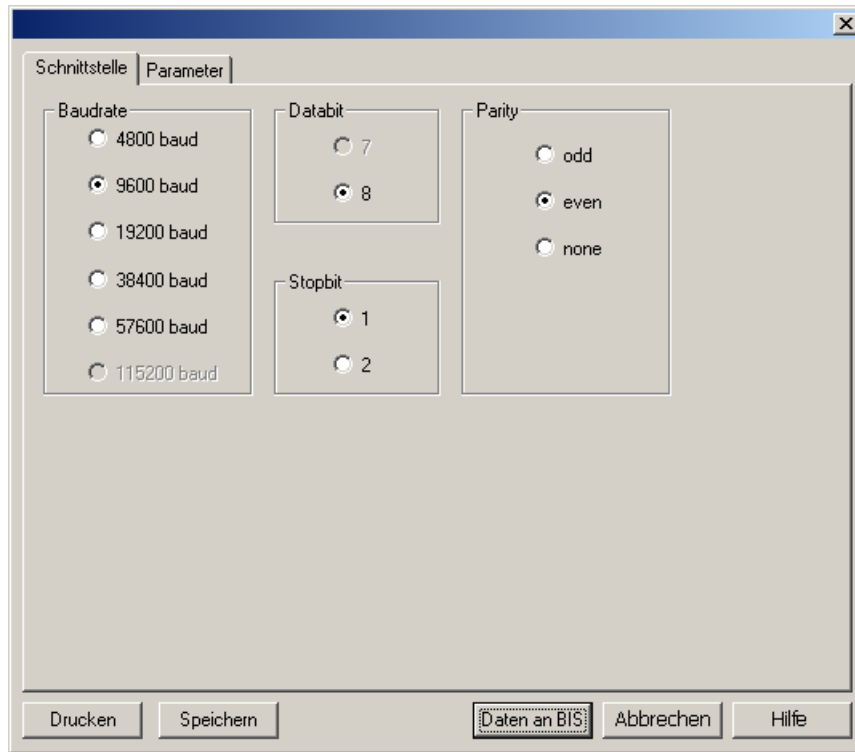 Schnittstelle
Parameter
Baudrate
4800 baud
9600 baud
19200 baud
38400 baud
57600 baud
115200 baud
Databit
7
8
Stopbit
1
2
Parity
odd
even
none
Drucken
Speichern
Daten an BIS
Abbrechen
Hilfe